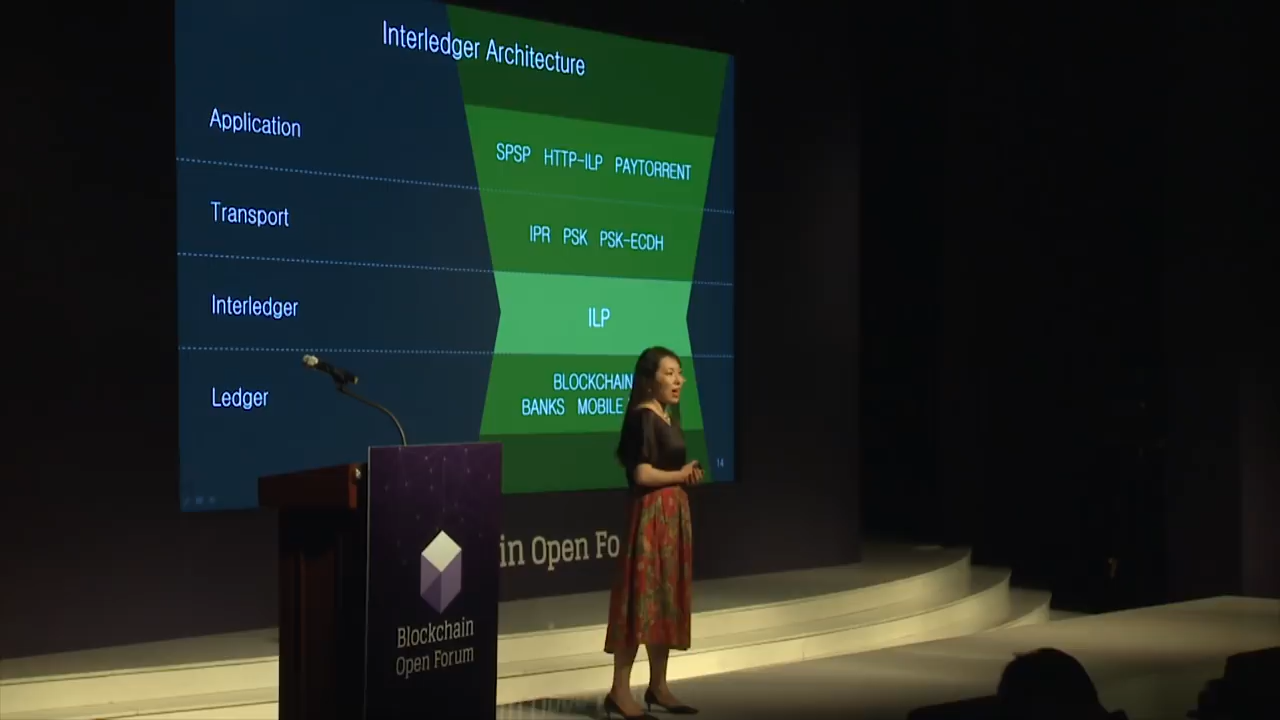 Interledger Architecture
Application
SPSP HTTP-ILP PAYTORRENT
Transport
IPR PSK PSK-ECDH
Interledger
ILP
Ledger
BLOCKCHAIN
BANKS MOBILE
14
in Open Fo
Blockchain
Open Forum